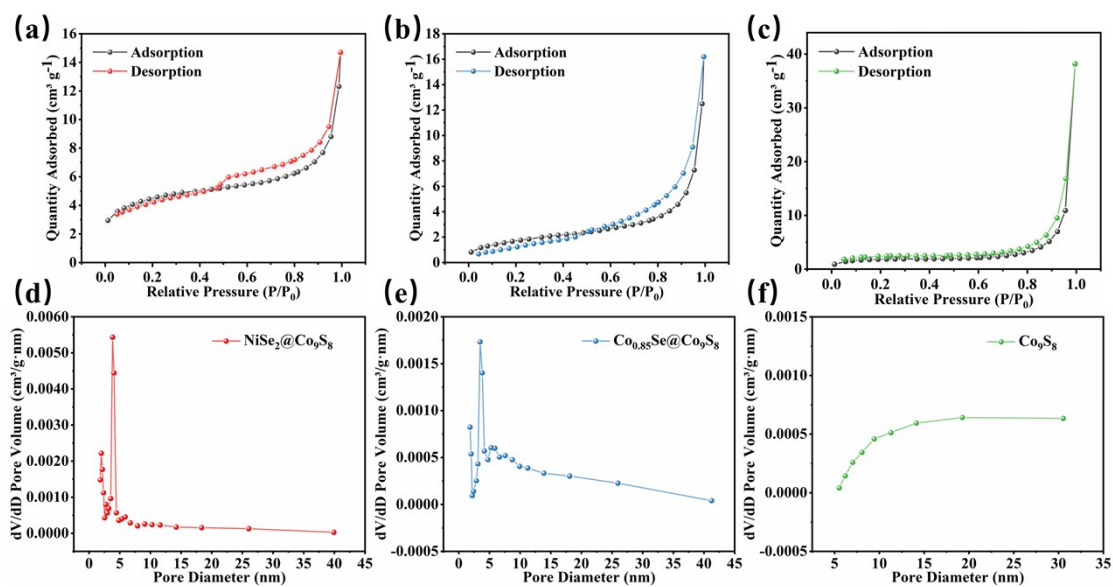 (a)
16
14
12
10
8
6
4
2
0
Quantity Adsorbed (cm³ g⁻¹)
Adsorption
Desorption
0.0 0.2 0.4 0.6 0.8 1.0
Relative Pressure (P/P₀)
(b)
18
16
14
12
10
8
6
4
2
0
Quantity Adsorbed (cm³ g⁻¹)
Adsorption
Desorption
0.0 0.2 0.4 0.6 0.8 1.0
Relative Pressure (P/P₀)
(c)
40
30
20
10
0
Quantity Adsorbed (cm³ g⁻¹)
Adsorption
Desorption
0.0 0.2 0.4 0.6 0.8 1.0
Relative Pressure (P/P₀)
(d)
0.0060
0.0050
0.0040
0.0030
0.0020
0.0010
0.0000
dV/dD Pore Volume (cm³/g·nm)
NiSe₂@Co₉S₈
0 5 10 15 20 25 30 35 40
Pore Diameter (nm)
(e)
0.0020
0.0015
0.0010
0.0005
0.0000
-0.0005
dV/dD Pore Volume (cm³/g·nm)
Co₀.₈₅Se@Co₉S₈
0 5 10 15 20 25 30 35 40 45
Pore Diameter (nm)
(f)
0.0015
0.0010
0.0005
0.0000
-0.0005
dV/dD Pore Volume (cm³/g·nm)
Co₉S₈
5 10 15 20 25 30 35
Pore Diameter (nm)